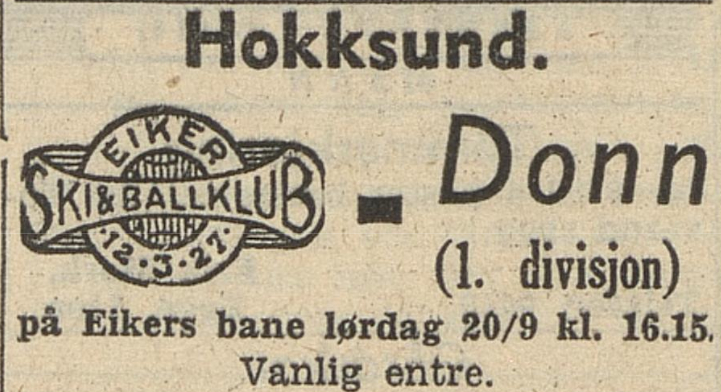 Hokksund.
EIKER
SKI & BALLKLUB
12-3-27
- Donn
(1. divisjon)
på Eikers bane lørdag 20/9 kl. 16.15.
Vanlig entre.